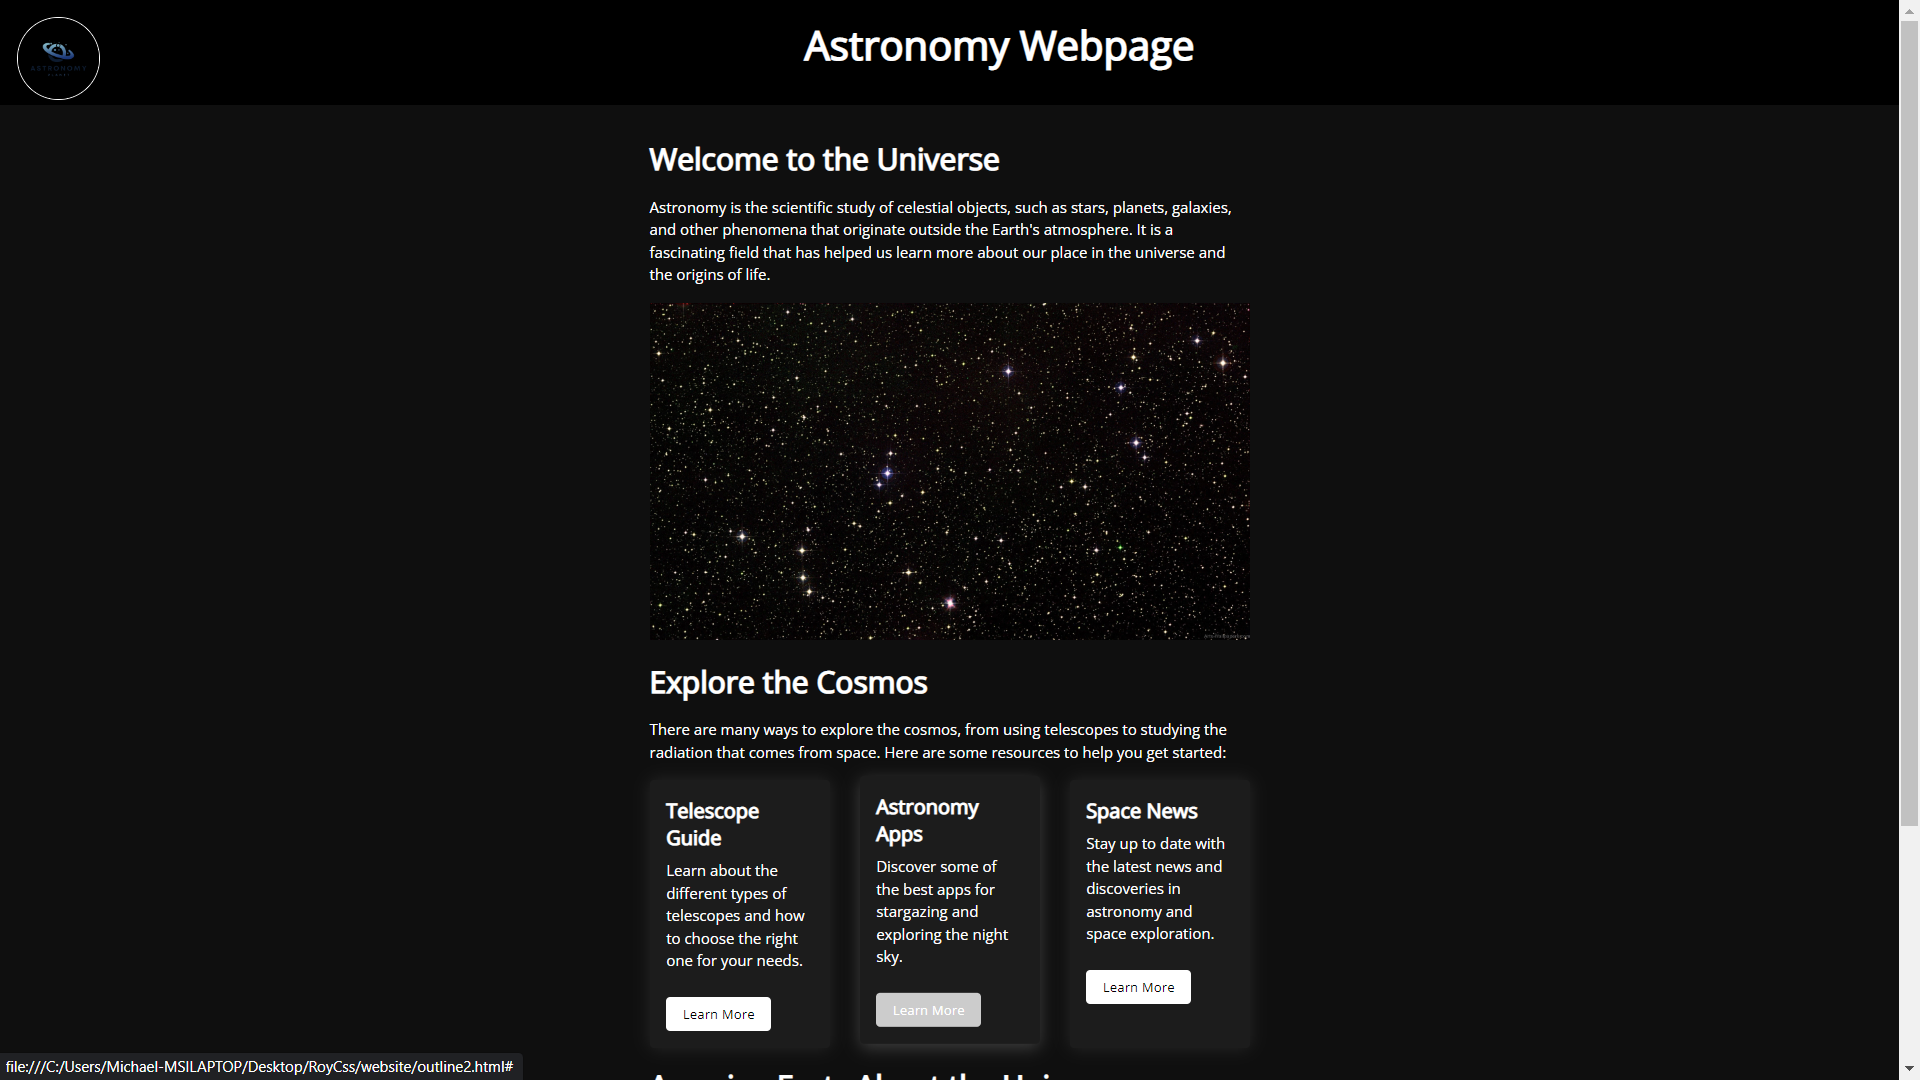 ASTRONOMY
Astronomy Webpage
Welcome to the Universe
Astronomy is the scientific study of celestial objects, such as stars, planets, galaxies,
and other phenomena that originate outside the Earth's atmosphere. It is a
fascinating field that has helped us learn more about our place in the universe and
the origins of life.
Explore the Cosmos
There are many ways to explore the cosmos, from using telescopes to studying the
radiation that comes from space. Here are some resources to help you get started:
Telescope
Guide
Learn about the
different types of
telescopes and how
to choose the right
one for your needs.
Learn More
Astronomy
Apps
Discover some of
the best apps for
stargazing and
exploring the night
sky.
Learn More
Space News
Stay up to date with
the latest news and
discoveries in
astronomy and
space exploration.
Learn More
file:///C:/Users/Michael-MSILAPTOP/Desktop/RoyCss/website/outline2.html#